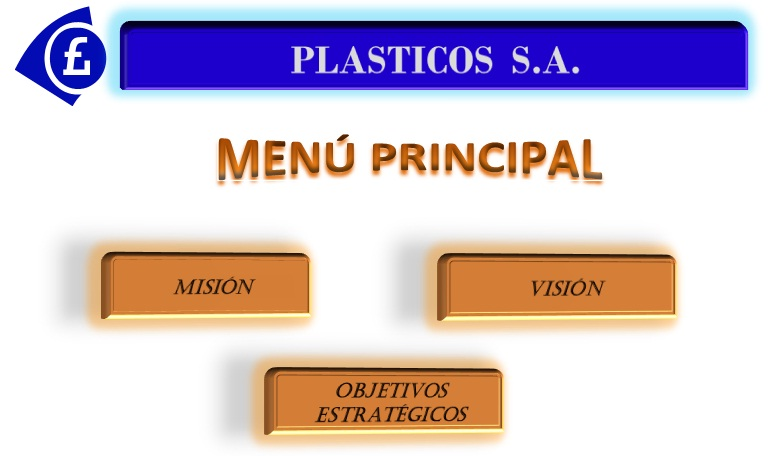 £
PLASTICOS S.A.
MENÚ PRINCIPAL
MISIÓN
VISIÓN
OBJETIVOS
ESTRATÉGICOS